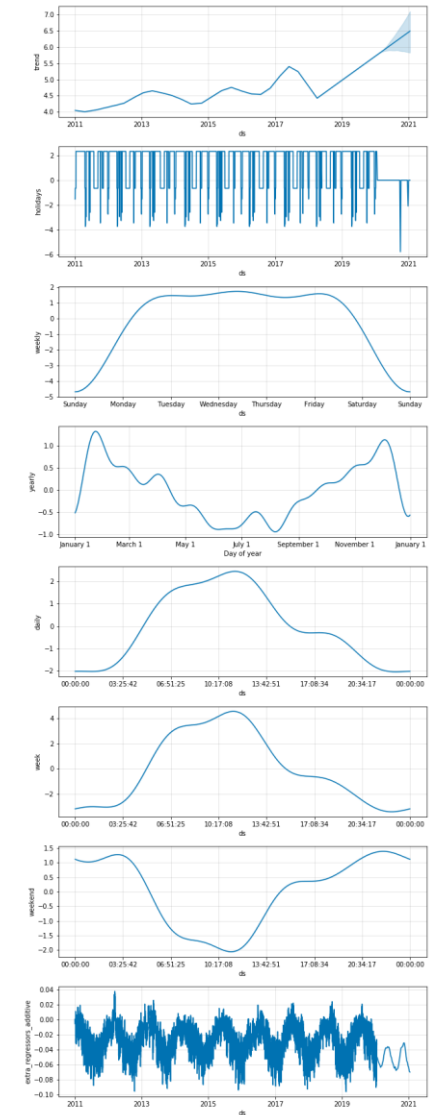 7.0
6.5
6.0
5.5
5.0
4.5
4.0
trend
2011 2013 2015 2017 2019 2021
ds
2
0
−2
−4
−6
holidays
2011 2013 2015 2017 2019 2021
ds
2
1
0
−1
−2
−3
−4
−5
weekly
Sunday Monday Tuesday Wednesday Thursday Friday Saturday Sunday
ds
1.0
0.5
0.0
−0.5
−1.0
yearly
January 1 March 1 May 1 July 1 September 1 November 1 January 1
Day of year
2
1
0
−1
−2
daily
00:00:00 03:25:42 06:51:25 10:17:08 13:42:51 17:08:34 20:34:17 00:00:00
ds
4
2
0
−2
week
00:00:00 03:25:42 06:51:25 10:17:08 13:42:51 17:08:34 20:34:17 00:00:00
ds
1.5
1.0
0.5
0.0
−0.5
−1.0
−1.5
−2.0
weekend
00:00:00 03:25:42 06:51:25 10:17:08 13:42:51 17:08:34 20:34:17 00:00:00
ds
0.04
0.02
0.00
−0.02
−0.04
−0.06
−0.08
−0.10
extra_regressors_additive
2011 2013 2015 2017 2019 2021
ds